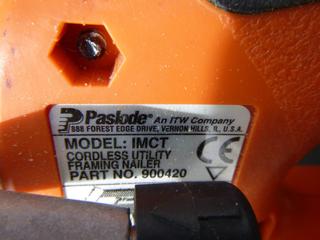 Paslode® An ITW Company
888 FOREST EDGE DRIVE, VERNON HILLS, IL, U.S.A.
MODEL: IMCT
CORDLESS UTILITY
FRAMING NAILER
PART NO. 900420
CE